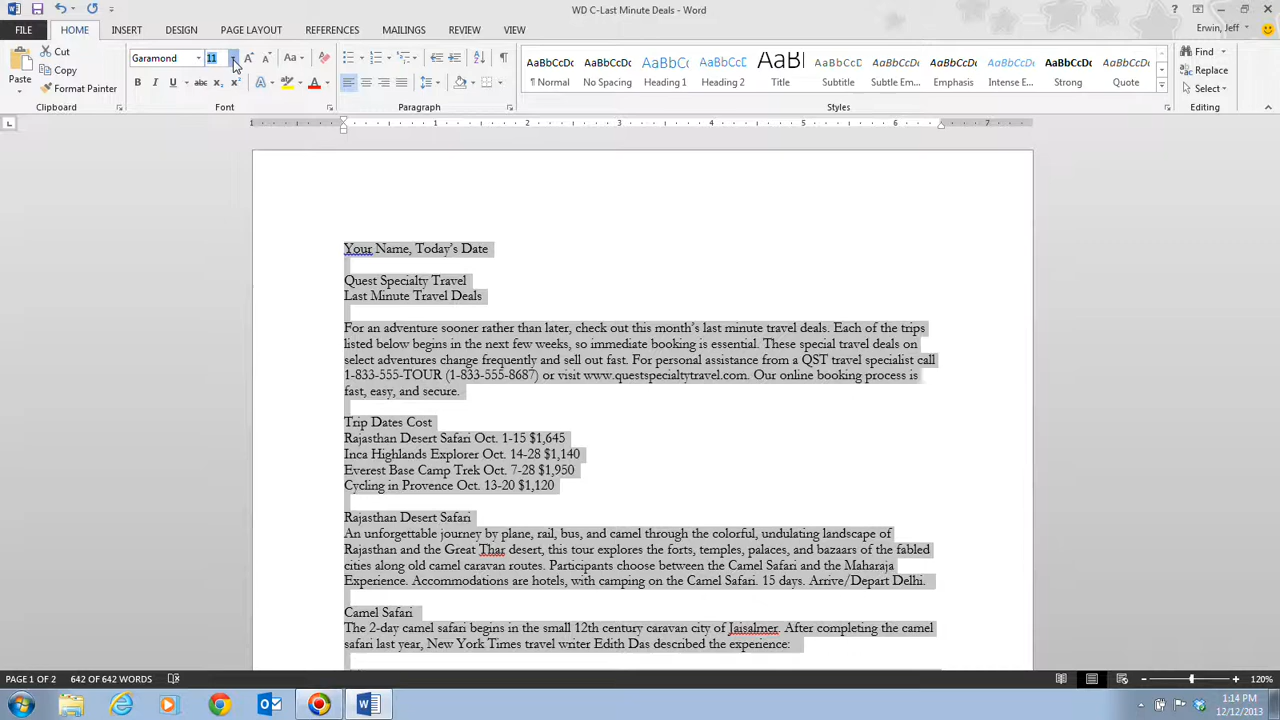 WD C-Last Minute Deals - Word
FILE HOME INSERT DESIGN PAGE LAYOUT REFERENCES MAILINGS REVIEW VIEW Erwin, Jeff
Paste
Cut
Copy
Format Painter
Clipboard
Garamond 11
Font
Paragraph
AaBbCcDc AaBbCcDc AaBbCc AaBbCcC AaBl AaBbCcD AaBbCcDc AaBbCcDc AaBbCcDc AaBbCcDc AaBbCcDc
¶ Normal ¶ No Spacing Heading 1 Heading 2 Title Subtitle Subtle Em... Emphasis Intense E... Strong Quote
Styles
Find
Replace
Select
Editing
1 1 2 3 4 5 6 7
Your Name, Today's Date
Quest Specialty Travel
Last Minute Travel Deals
For an adventure sooner rather than later, check out this month's last minute travel deals. Each of the trips
listed below begins in the next few weeks, so immediate booking is essential. These special travel deals on
select adventures change frequently and sell out fast. For personal assistance from a QST travel specialist call
1-833-555-TOUR (1-833-555-8687) or visit www.questspecialtytravel.com. Our online booking process is
fast, easy, and secure.
Trip Dates Cost
Rajasthan Desert Safari Oct. 1-15 $1,645
Inca Highlands Explorer Oct. 14-28 $1,140
Everest Base Camp Trek Oct. 7-28 $1,950
Cycling in Provence Oct. 13-20 $1,120
Rajasthan Desert Safari
An unforgettable journey by plane, rail, bus, and camel through the colorful, undulating landscape of
Rajasthan and the Great Thar desert, this tour explores the forts, temples, palaces, and bazaars of the fabled
cities along old camel caravan routes. Participants choose between the Camel Safari and the Maharaja
Experience. Accommodations are hotels, with camping on the Camel Safari. 15 days. Arrive/Depart Delhi.
Camel Safari
The 2-day camel safari begins in the small 12th century caravan city of Jaisalmer. After completing the camel
safari last year, New York Times travel writer Edith Das described the experience:
PAGE 1 OF 2 642 OF 642 WORDS 120%
1:14 PM
12/12/2013